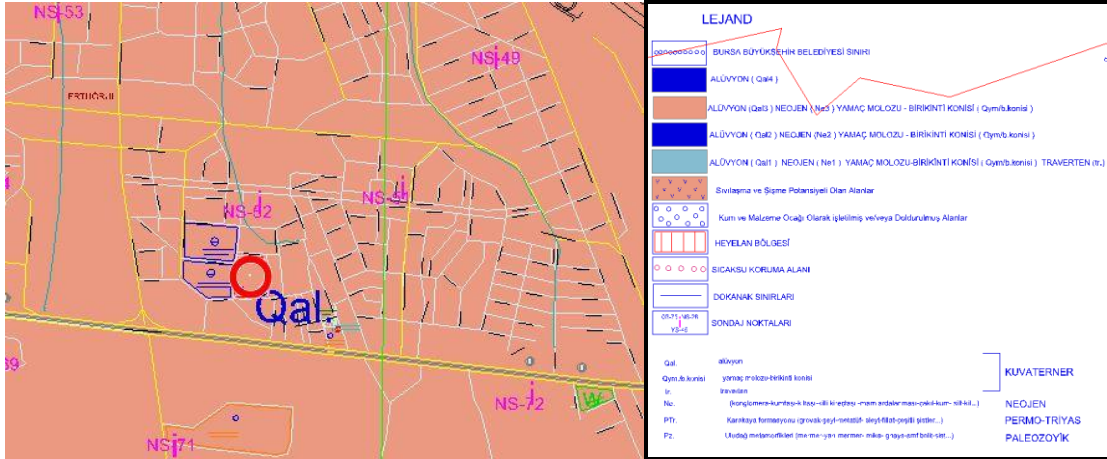 NS-53
NS-49
ERTUĞRUL
NS-52
Qal.
NS-72
NS-71
69
LEJAND
BURSA BÜYÜKŞEHİR BELEDİYESİ SINIRI
ALÜVYON ( Qal4 )
ALÜVYON (Qal3 ) NEOJEN ( Ne3 ) YAMAÇ MOLOZU - BİRİKİNTİ KONİSİ ( Qym/b.konisi )
ALÜVYON ( Qal2 ) NEOJEN (Ne2 ) YAMAÇ MOLOZU - BİRİKİNTİ KONİSİ ( Qym/b.konisi )
ALÜVYON ( Qal1 ) NEOJEN ( Ne1 ) YAMAÇ MOLOZU-BİRİKİNTİ KONİSİ ( Qym/b.konisi ) TRAVERTEN (tr.)
Sıvılaşma ve Şişme Potansiyeli Olan Alanlar
Kum ve Malzeme Ocağı Olarak işletilmiş ve/veya Doldurulmuş Alanlar
HEYELAN BÖLGESİ
SICAKSU KORUMA ALANI
DOKANAK SINIRLARI
SONDAJ NOKTALARI
Qal. alüvyon
Qym./b.konisi yamaç molozu-birikinti konisi
tr. traverten
KUVATERNER
Ne. NEOJEN
PTr. Karakaya formasyonu PERMO-TRİYAS
Pz. Uludağ metamorfikleri PALEOZOYİK